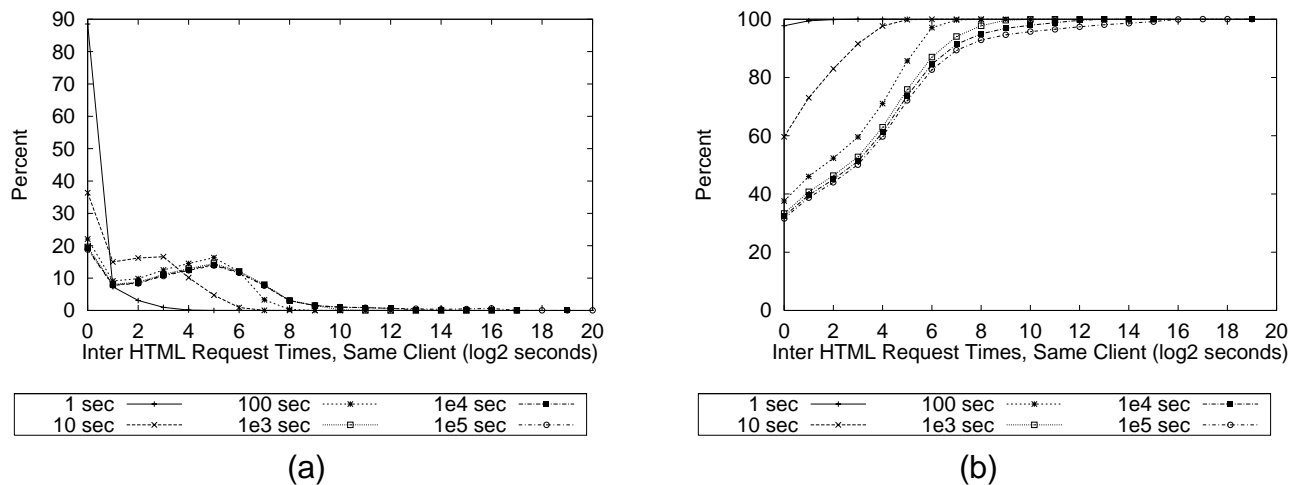 90
80
70
60
50
40
30
20
10
0
Percent
0 2 4 6 8 10 12 14 16 18 20
Inter HTML Request Times, Same Client (log2 seconds)
1 sec 100 sec 1e4 sec
10 sec 1e3 sec 1e5 sec
(a)
100
80
60
40
20
0
Percent
0 2 4 6 8 10 12 14 16 18 20
Inter HTML Request Times, Same Client (log2 seconds)
1 sec 100 sec 1e4 sec
10 sec 1e3 sec 1e5 sec
(b)